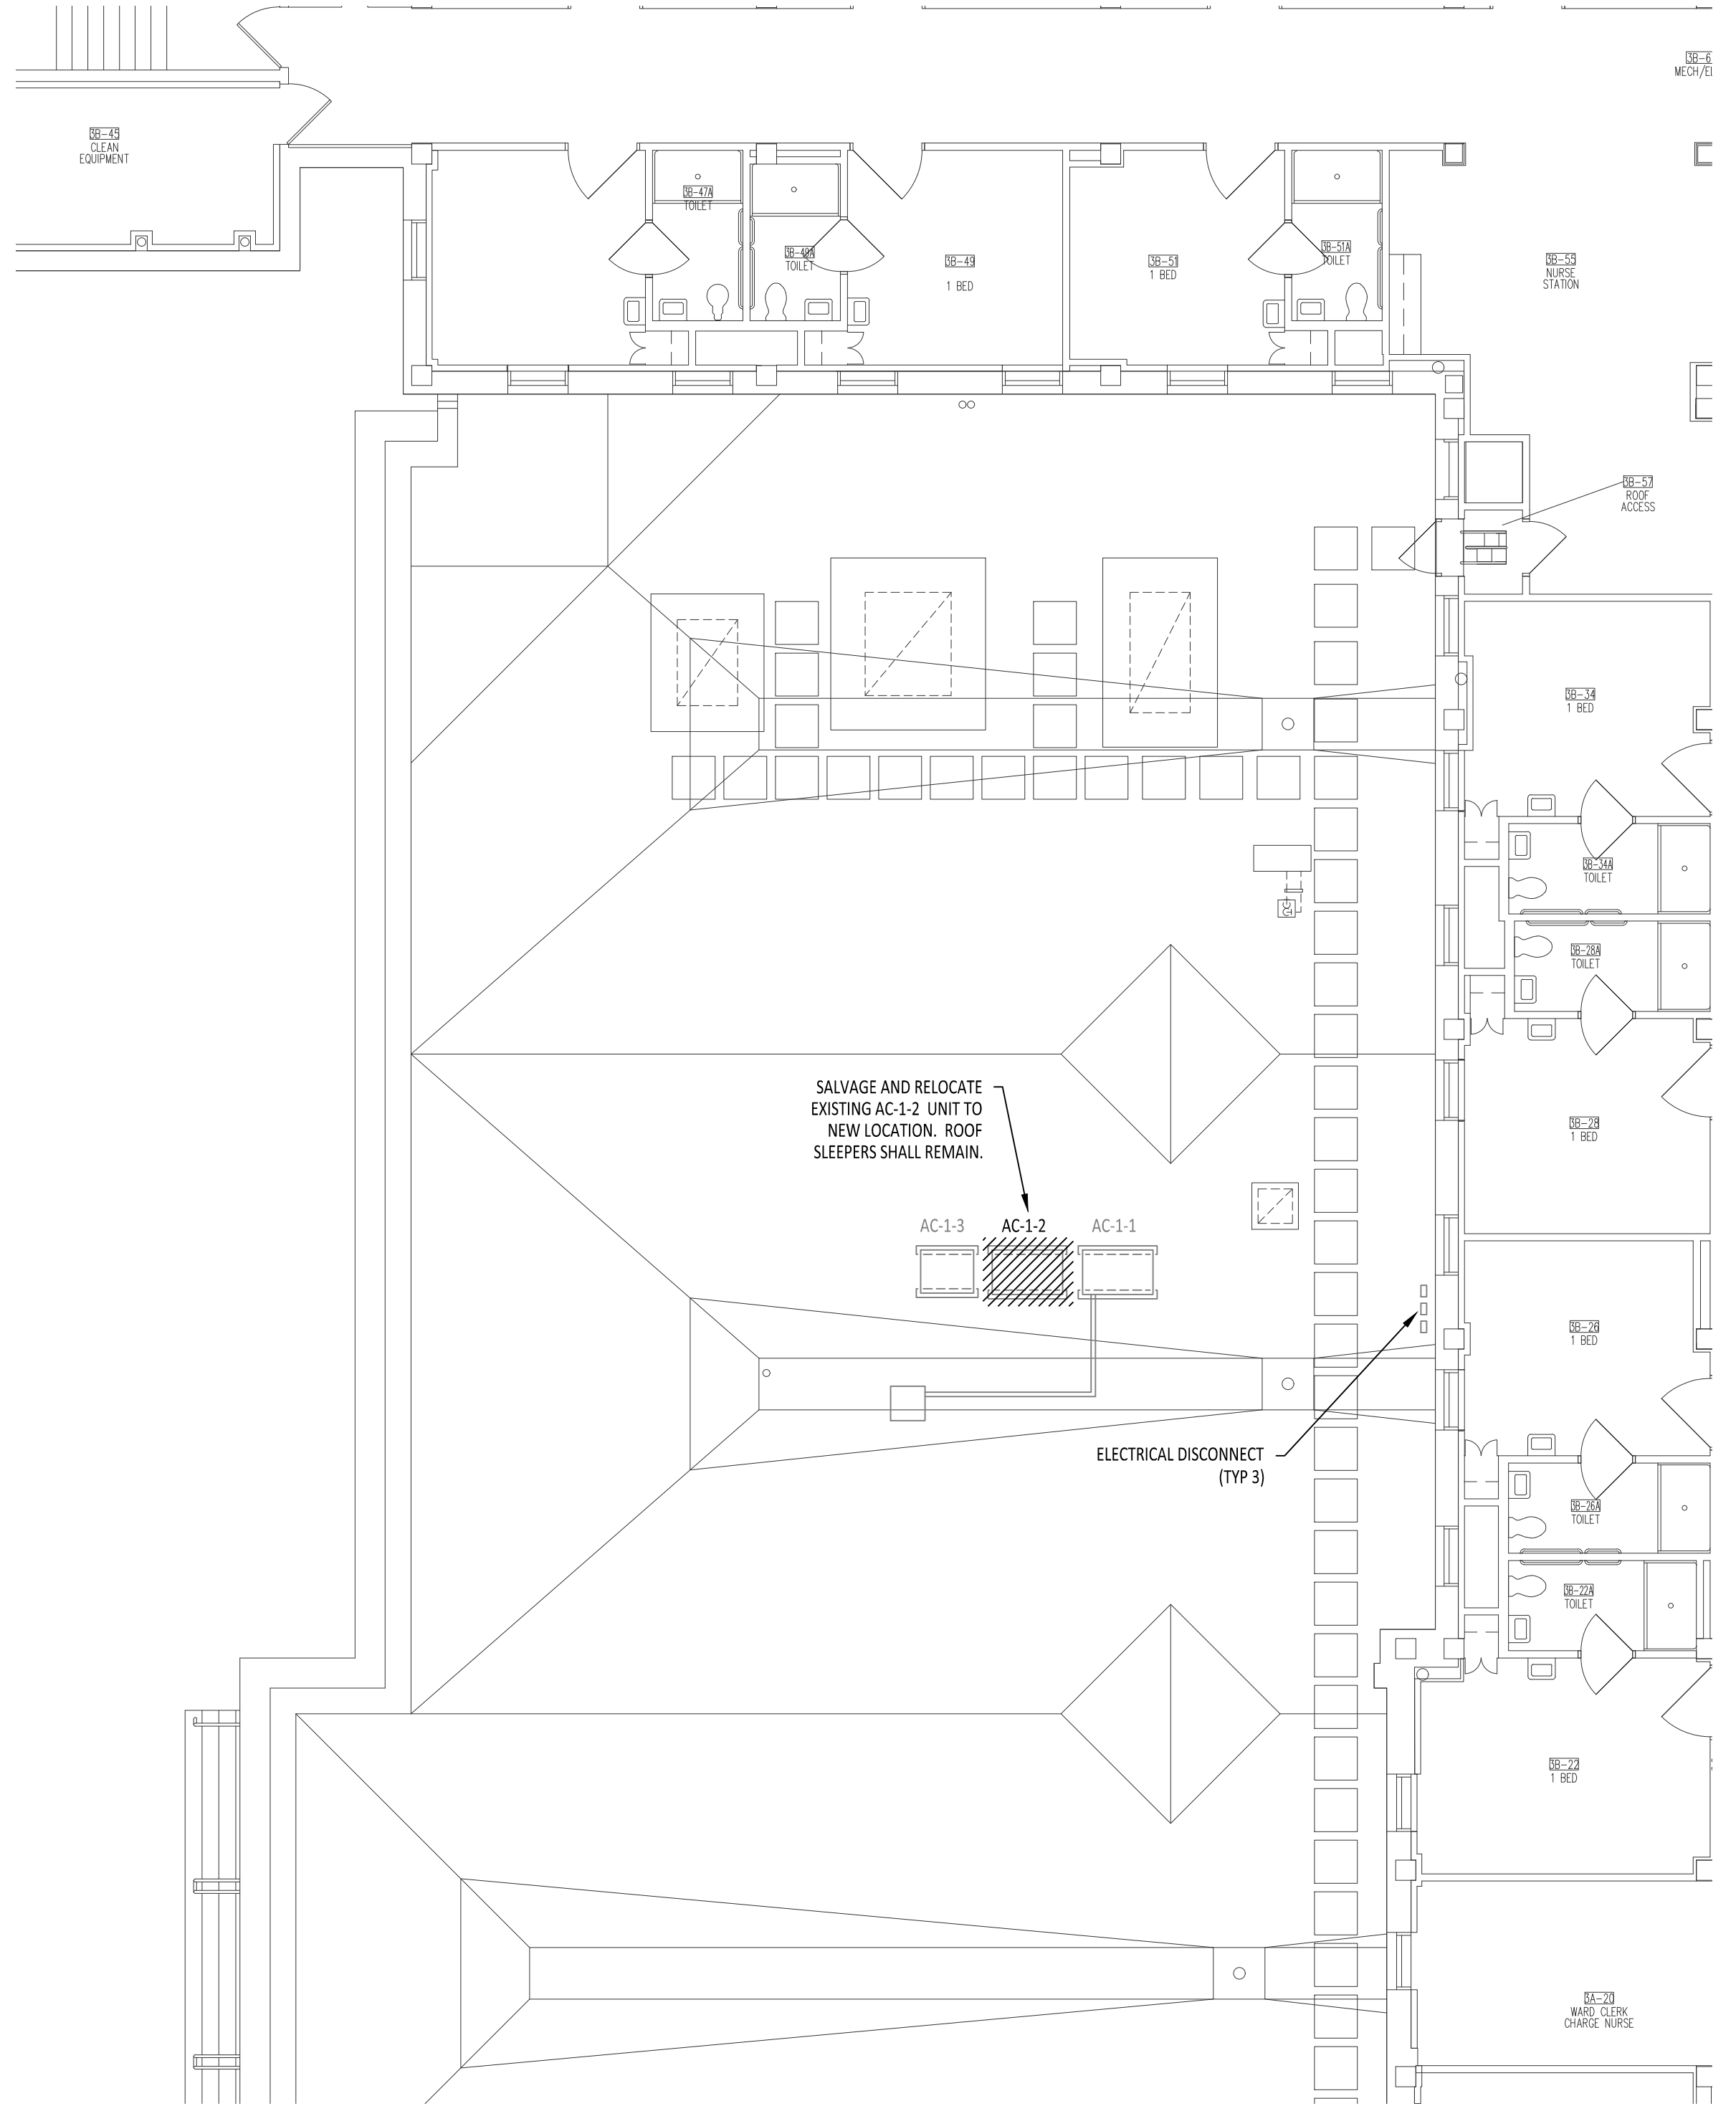 3B-6
MECH/EL
3B-45
CLEAN
EQUIPMENT
3B-47A
TOILET
3B-49A
TOILET
3B-49
1 BED
3B-51
1 BED
3B-51A
TOILET
3B-55
NURSE
STATION
3B-57
ROOF
ACCESS
3B-34
1 BED
3B-34A
TOILET
3B-28A
TOILET
SALVAGE AND RELOCATE
EXISTING AC-1-2 UNIT TO
NEW LOCATION. ROOF
SLEEPERS SHALL REMAIN.
3B-28
1 BED
AC-1-3
AC-1-2
AC-1-1
3B-26
1 BED
ELECTRICAL DISCONNECT
(TYP 3)
3B-26A
TOILET
3B-22A
TOILET
3B-22
1 BED
3A-20
WARD CLERK
CHARGE NURSE